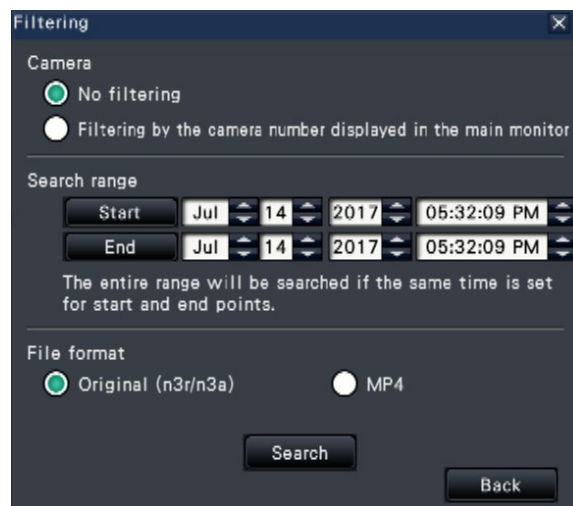 Filtering
Camera
No filtering
Filtering by the camera number displayed in the main monitor
Search range
Start Jul 14 2017 05:32:09 PM
End Jul 14 2017 05:32:09 PM
The entire range will be searched if the same time is set
for start and end points.
File format
Original (n3r/n3a) MP4
Search
Back